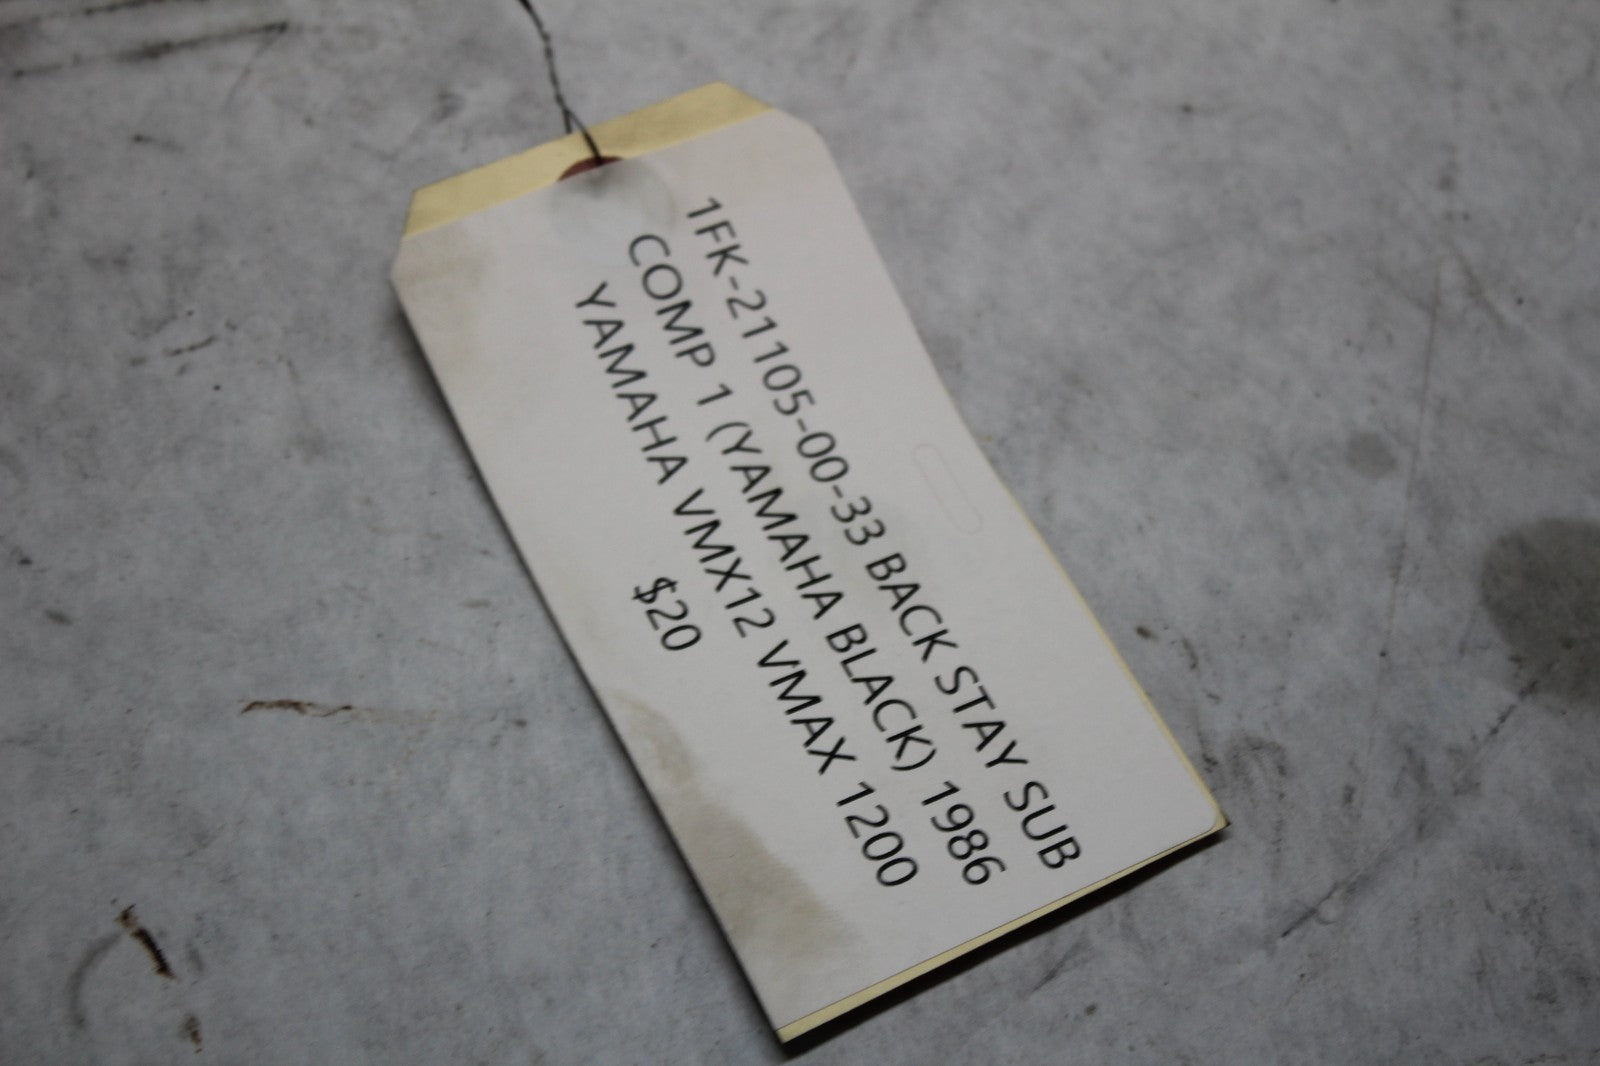 1FK-21105-00-33 BACK STAY SUB
COMP 1 (YAMAHA BLACK) 1986
YAMAHA VMX12 VMAX 1200
$20